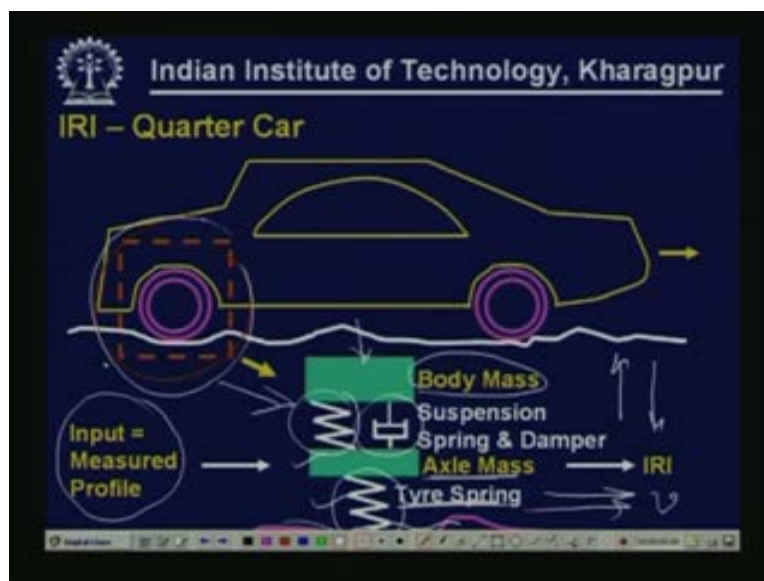 Indian Institute of Technology, Kharagpur
IRI – Quarter Car
Body Mass
Suspension
Spring & Damper
Input =
Measured
Profile
Axle Mass
IRI
Tyre Spring
v